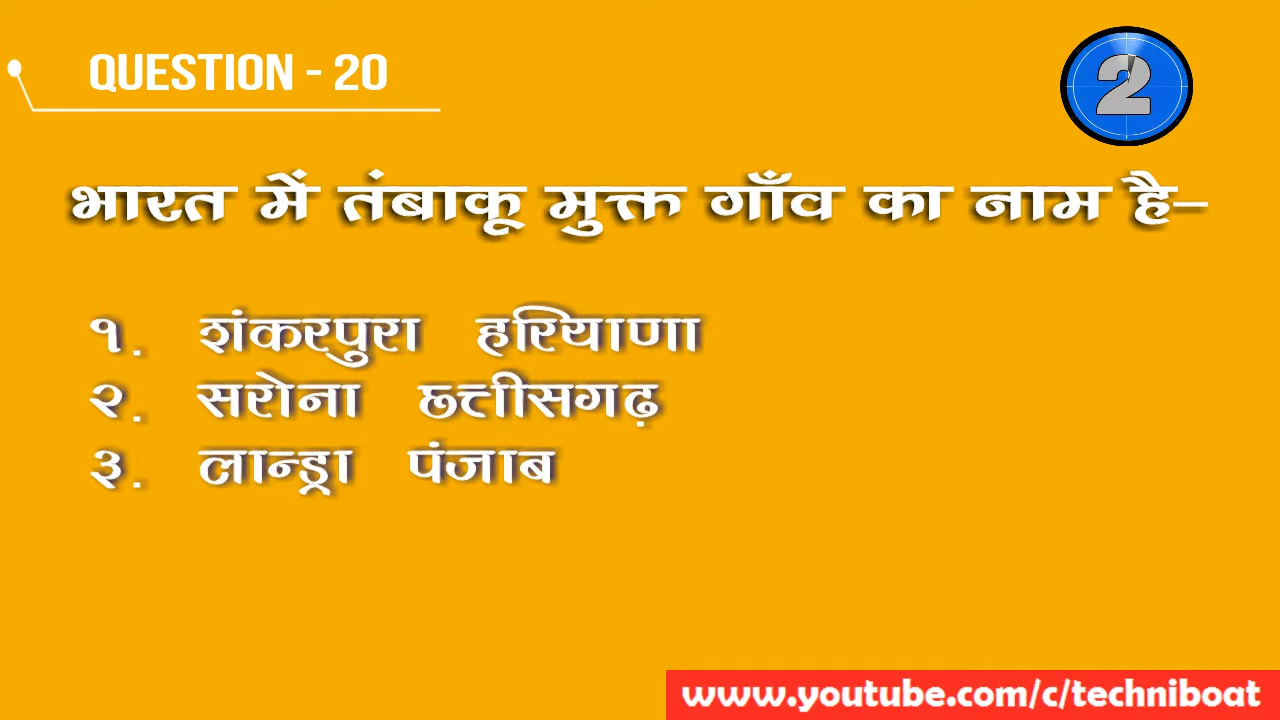 QUESTION - 20
2
भारत में तंबाकू मुक्त गाँव का नाम है–
१. शंकरपुरा हरियाणा
२. सरोना छत्तीसगढ़
३. लान्ड्रा पंजाब
www.youtube.com/c/techniboat